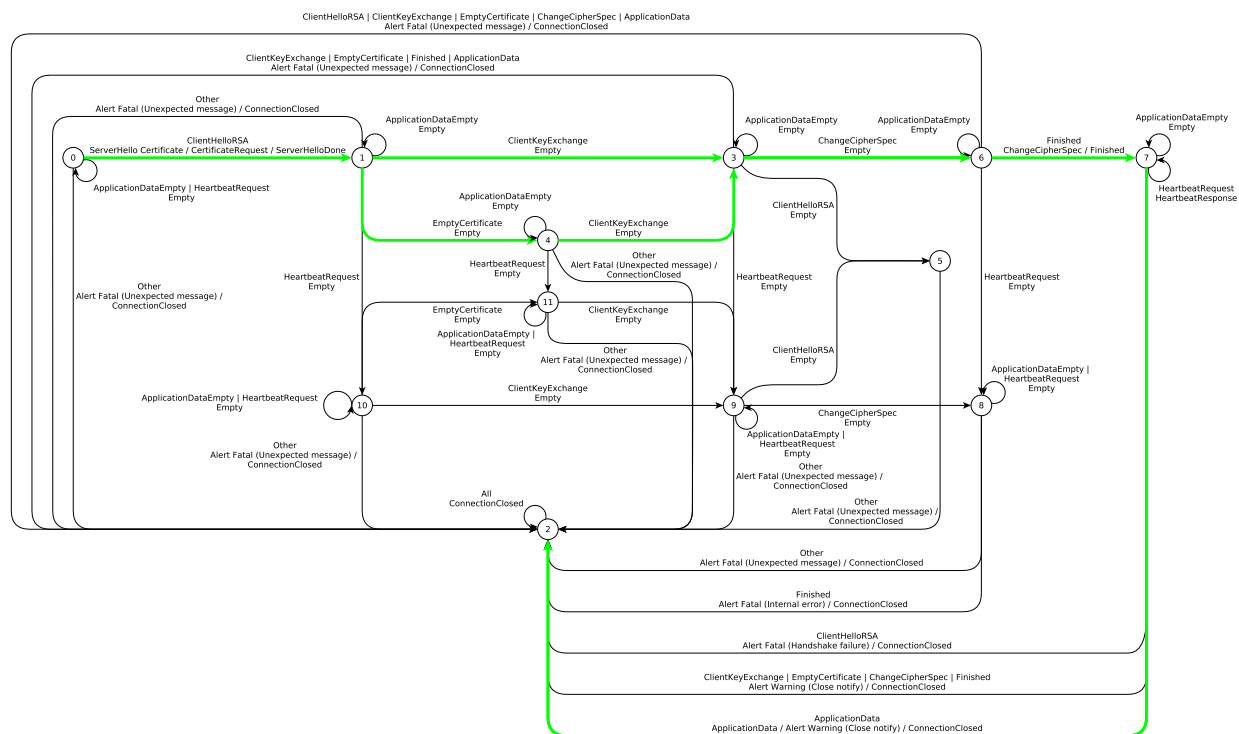 ClientHelloRSA | ClientKeyExchange | EmptyCertificate | ChangeCipherSpec | ApplicationData
Alert Fatal (Unexpected message) / ConnectionClosed
ClientKeyExchange | EmptyCertificate | Finished | ApplicationData
Alert Fatal (Unexpected message) / ConnectionClosed
Other
Alert Fatal (Unexpected message) / ConnectionClosed
ApplicationDataEmpty
Empty
ApplicationDataEmpty
Empty
ApplicationDataEmpty
Empty
ApplicationDataEmpty
Empty
ClientHelloRSA
ServerHello Certificate / CertificateRequest / ServerHelloDone
ClientKeyExchange
Empty
ChangeCipherSpec
Empty
Finished
ChangeCipherSpec / Finished
0
1
3
6
7
ApplicationDataEmpty | HeartbeatRequest
Empty
HeartbeatRequest
HeartbeatResponse
ApplicationDataEmpty
Empty
ClientHelloRSA
Empty
EmptyCertificate
Empty
4
ClientKeyExchange
Empty
Other
Alert Fatal (Unexpected message) /
ConnectionClosed
5
HeartbeatRequest
Empty
HeartbeatRequest
Empty
HeartbeatRequest
Empty
HeartbeatRequest
Empty
Other
Alert Fatal (Unexpected message) /
ConnectionClosed
11
EmptyCertificate
Empty
ClientKeyExchange
Empty
ApplicationDataEmpty |
HeartbeatRequest
Empty
Other
Alert Fatal (Unexpected message) /
ConnectionClosed
ClientHelloRSA
Empty
ApplicationDataEmpty |
HeartbeatRequest
Empty
ApplicationDataEmpty | HeartbeatRequest
Empty
10
ClientKeyExchange
Empty
9
ChangeCipherSpec
Empty
8
ApplicationDataEmpty |
HeartbeatRequest
Empty
Other
Alert Fatal (Unexpected message) /
ConnectionClosed
Other
Alert Fatal (Unexpected message) /
ConnectionClosed
All
ConnectionClosed
Other
Alert Fatal (Unexpected message) /
ConnectionClosed
2
Other
Alert Fatal (Unexpected message) / ConnectionClosed
Finished
Alert Fatal (Internal error) / ConnectionClosed
ClientHelloRSA
Alert Fatal (Handshake failure) / ConnectionClosed
ClientKeyExchange | EmptyCertificate | ChangeCipherSpec | Finished
Alert Warning (Close notify) / ConnectionClosed
ApplicationData
ApplicationData / Alert Warning (Close notify) / ConnectionClosed